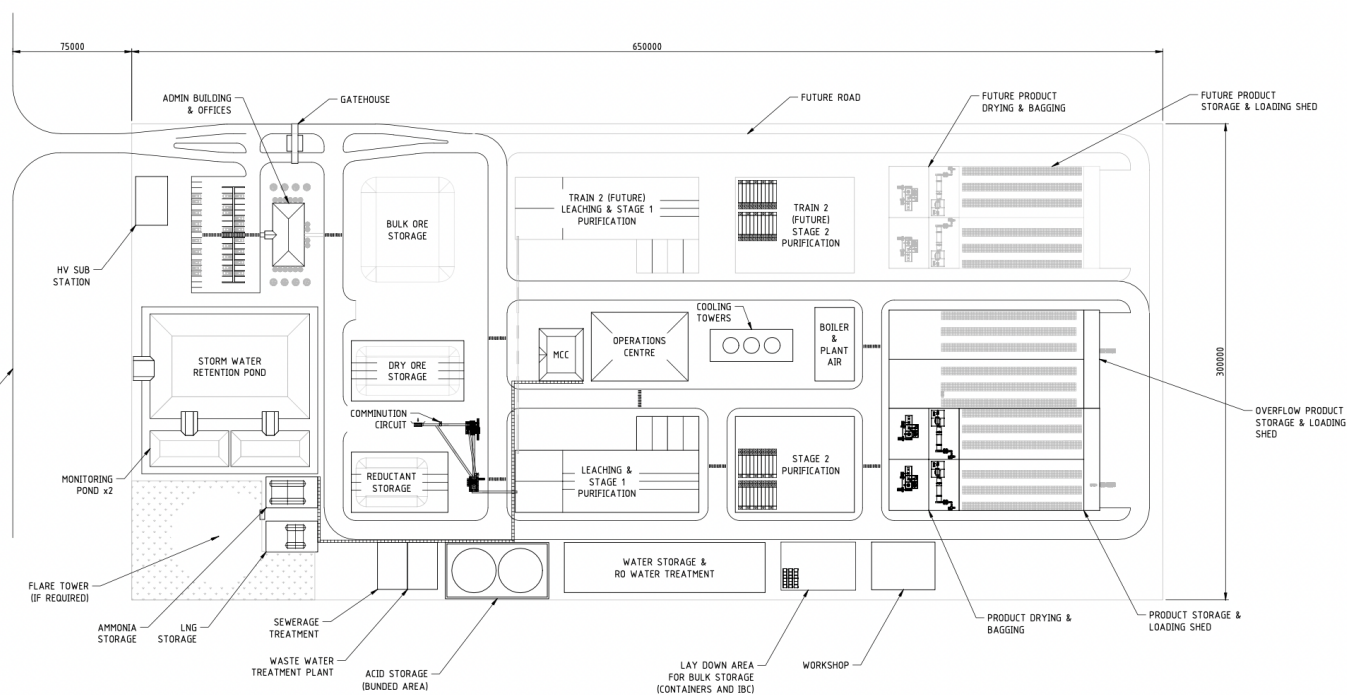 75000
650000
ADMIN BUILDING
& OFFICES
GATEHOUSE
FUTURE ROAD
FUTURE PRODUCT
DRYING & BAGGING
FUTURE PRODUCT
STORAGE & LOADING SHED
BULK ORE
STORAGE
TRAIN 2 (FUTURE)
LEACHING & STAGE 1
PURIFICATION
TRAIN 2
(FUTURE)
STAGE 2
PURIFICATION
HV SUB
STATION
300000
STORM WATER
RETENTION POND
DRY ORE
STORAGE
MCC
OPERATIONS
CENTRE
COOLING
TOWERS
BOILER
&
PLANT
AIR
COMMINUTION
CIRCUIT
OVERFLOW PRODUCT
STORAGE & LOADING
SHED
MONITORING
POND x2
REDUCTANT
STORAGE
LEACHING &
STAGE 1
PURIFICATION
STAGE 2
PURIFICATION
FLARE TOWER
(IF REQUIRED)
AMMONIA
STORAGE
LNG
STORAGE
SEWERAGE
TREATMENT
WASTE WATER
TREATMENT PLANT
ACID STORAGE
(BUNDED AREA)
WATER STORAGE &
RO WATER TREATMENT
LAY DOWN AREA
FOR BULK STORAGE
(CONTAINERS AND IBC)
WORKSHOP
PRODUCT DRYING &
BAGGING
PRODUCT STORAGE &
LOADING SHED